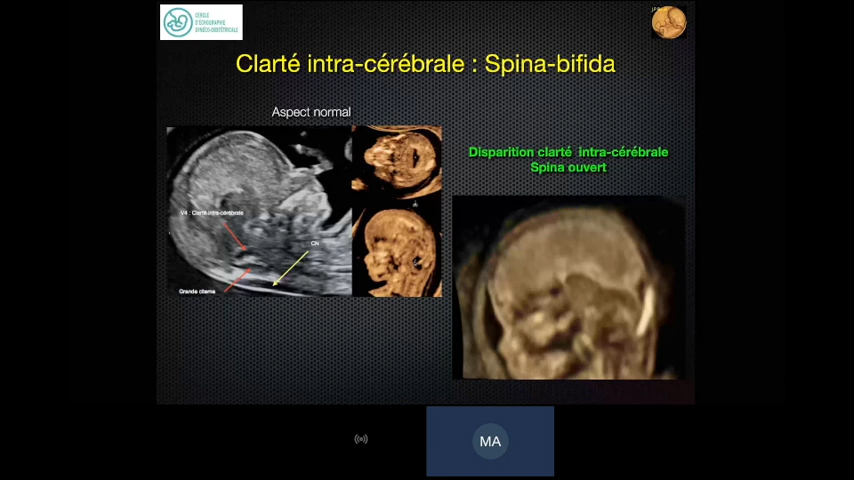 CERCLE
D'ÉCHOGRAPHIE
GYNÉCO-OBSTÉTRICALE
Clarté intra-cérébrale : Spina-bifida
Aspect normal
Disparition clarté intra-cérébrale
Spina ouvert
V4 : Clarté intra-cérébrale
CN
Grande citerne
MA